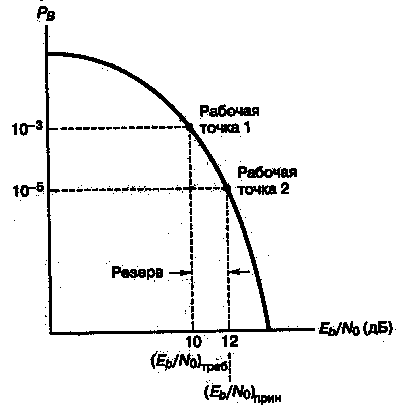 P_B
Рабочая
точка 1
10⁻³
Рабочая
точка 2
10⁻⁵
Резерв
E_b/N_0 (дБ)
10 12
(E_b/N_0)_треб
(E_b/N_0)_прин